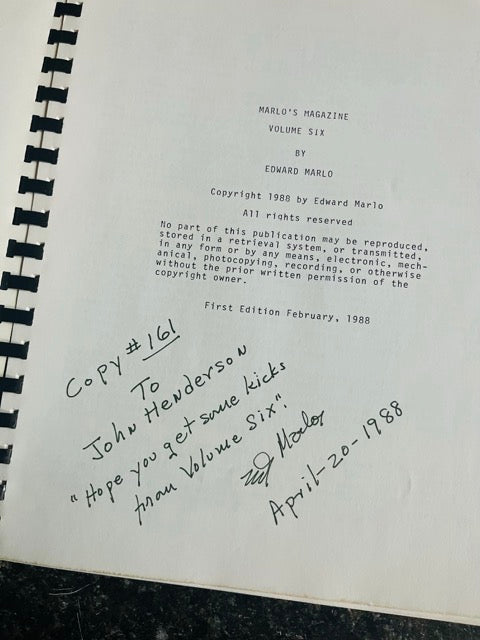 MARLO'S MAGAZINE
VOLUME SIX
BY
EDWARD MARLO
Copyright 1988 by Edward Marlo
All rights reserved
No part of this publication may be reproduced,
stored in a retrieval system, or transmitted,
in any form or by any means, electronic, mech-
anical, photocopying, recording, or otherwise
without the prior written permission of the
copyright owner.
First Edition February, 1988
Copy #161
To
John Henderson
"Hope you get some kicks
from Volume Six".
Ed Marlo
April-20-1988